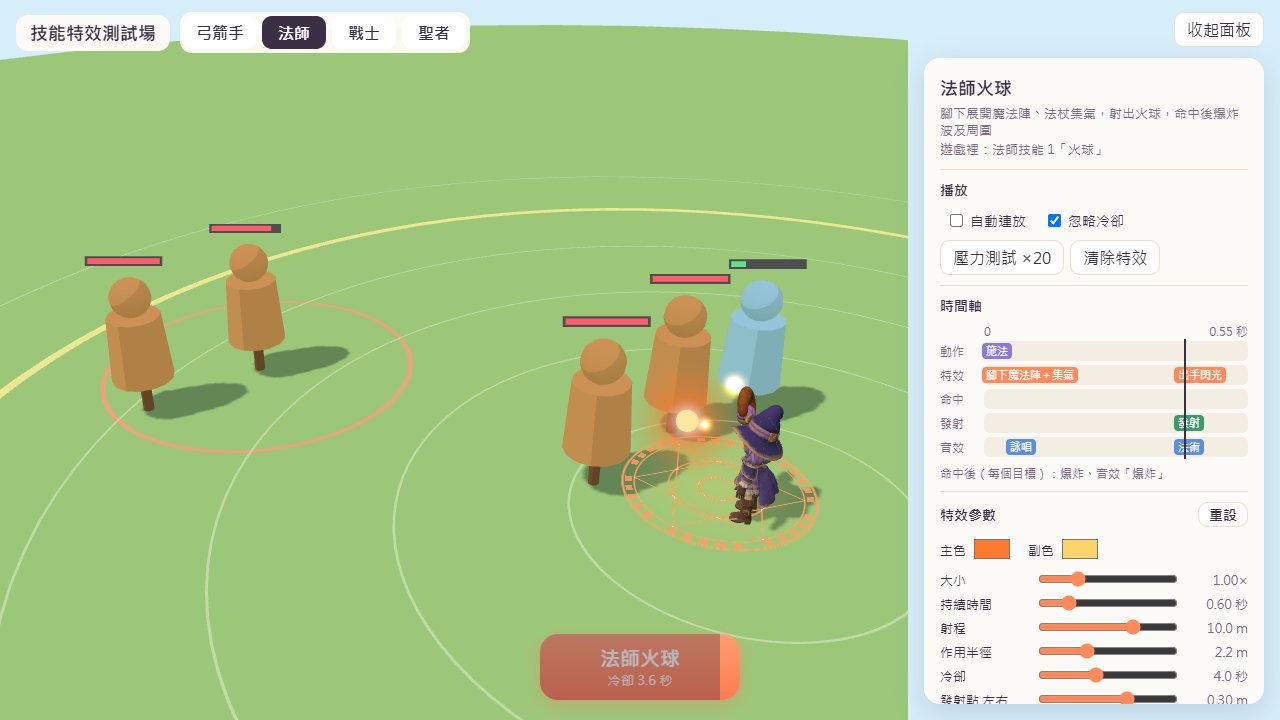 技能特效測試場
弓箭手
法師
戰士
聖者
收起面板
法師火球
腳下展開魔法陣、法杖集氣，射出火球，命中後爆炸
波及周圍
遊戲裡：法師技能 1「火球」
播放
自動連放
忽略冷卻
壓力測試 ×20
清除特效
時間軸
0
0.55 秒
動作
施法
特效
腳下魔法陣＋集氣
出手閃光
命中
發射
發射
音效
詠唱
法術
命中後（每個目標）：爆炸、音效「爆炸」
特效參數
重設
主色
副色
大小
1.00×
持續時間
0.60 秒
射程
10.0 m
作用半徑
2.2 m
冷卻
4.0 秒
發射點 左右
0.30 m
法師火球
冷卻 3.6 秒